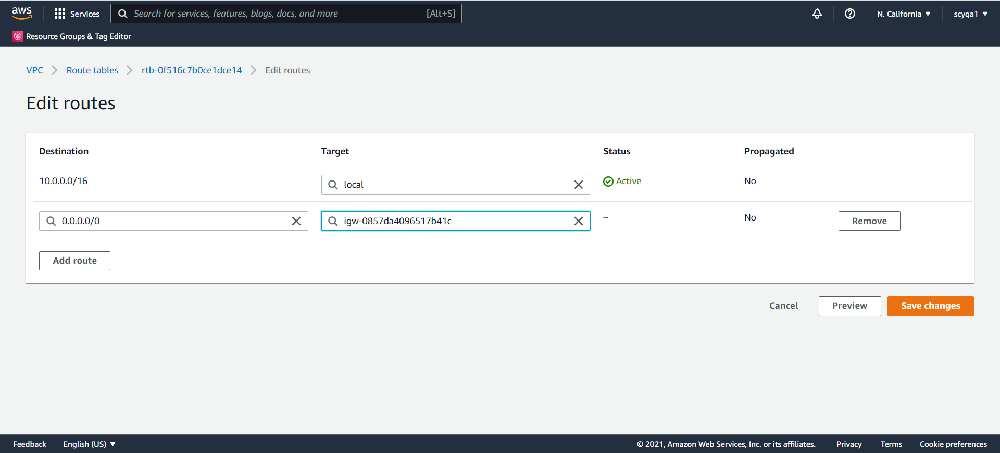 aws
Services
Search for services, features, blogs, docs, and more
[Alt+S]
N. California
scyqa1
Resource Groups & Tag Editor
VPC
Route tables
rtb-0f516c7b0ce1dce14
Edit routes
Edit routes
Destination
Target
Status
Propagated
10.0.0.0/16
local
Active
No
0.0.0.0/0
igw-0857da4096517b41c
–
No
Remove
Add route
Cancel
Preview
Save changes
Feedback
English (US)
© 2021, Amazon Web Services, Inc. or its affiliates.
Privacy
Terms
Cookie preferences